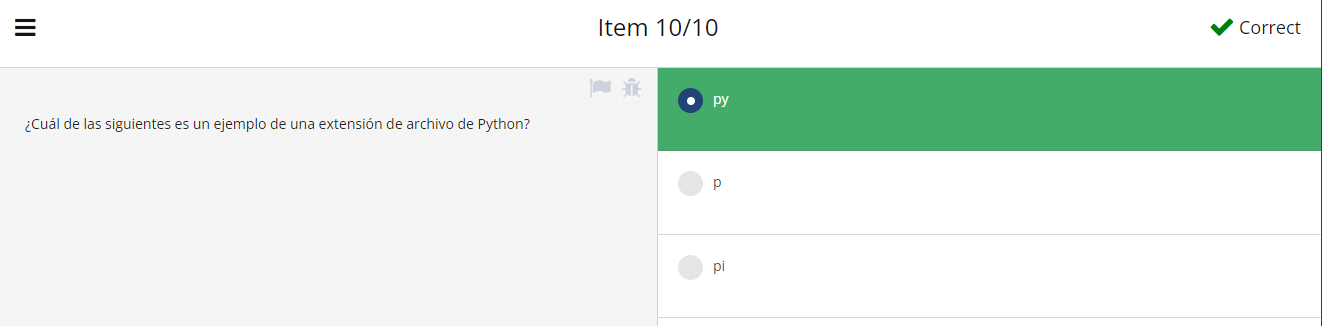 Item 10/10
Correct
¿Cuál de las siguientes es un ejemplo de una extensión de archivo de Python?
py
p
pi